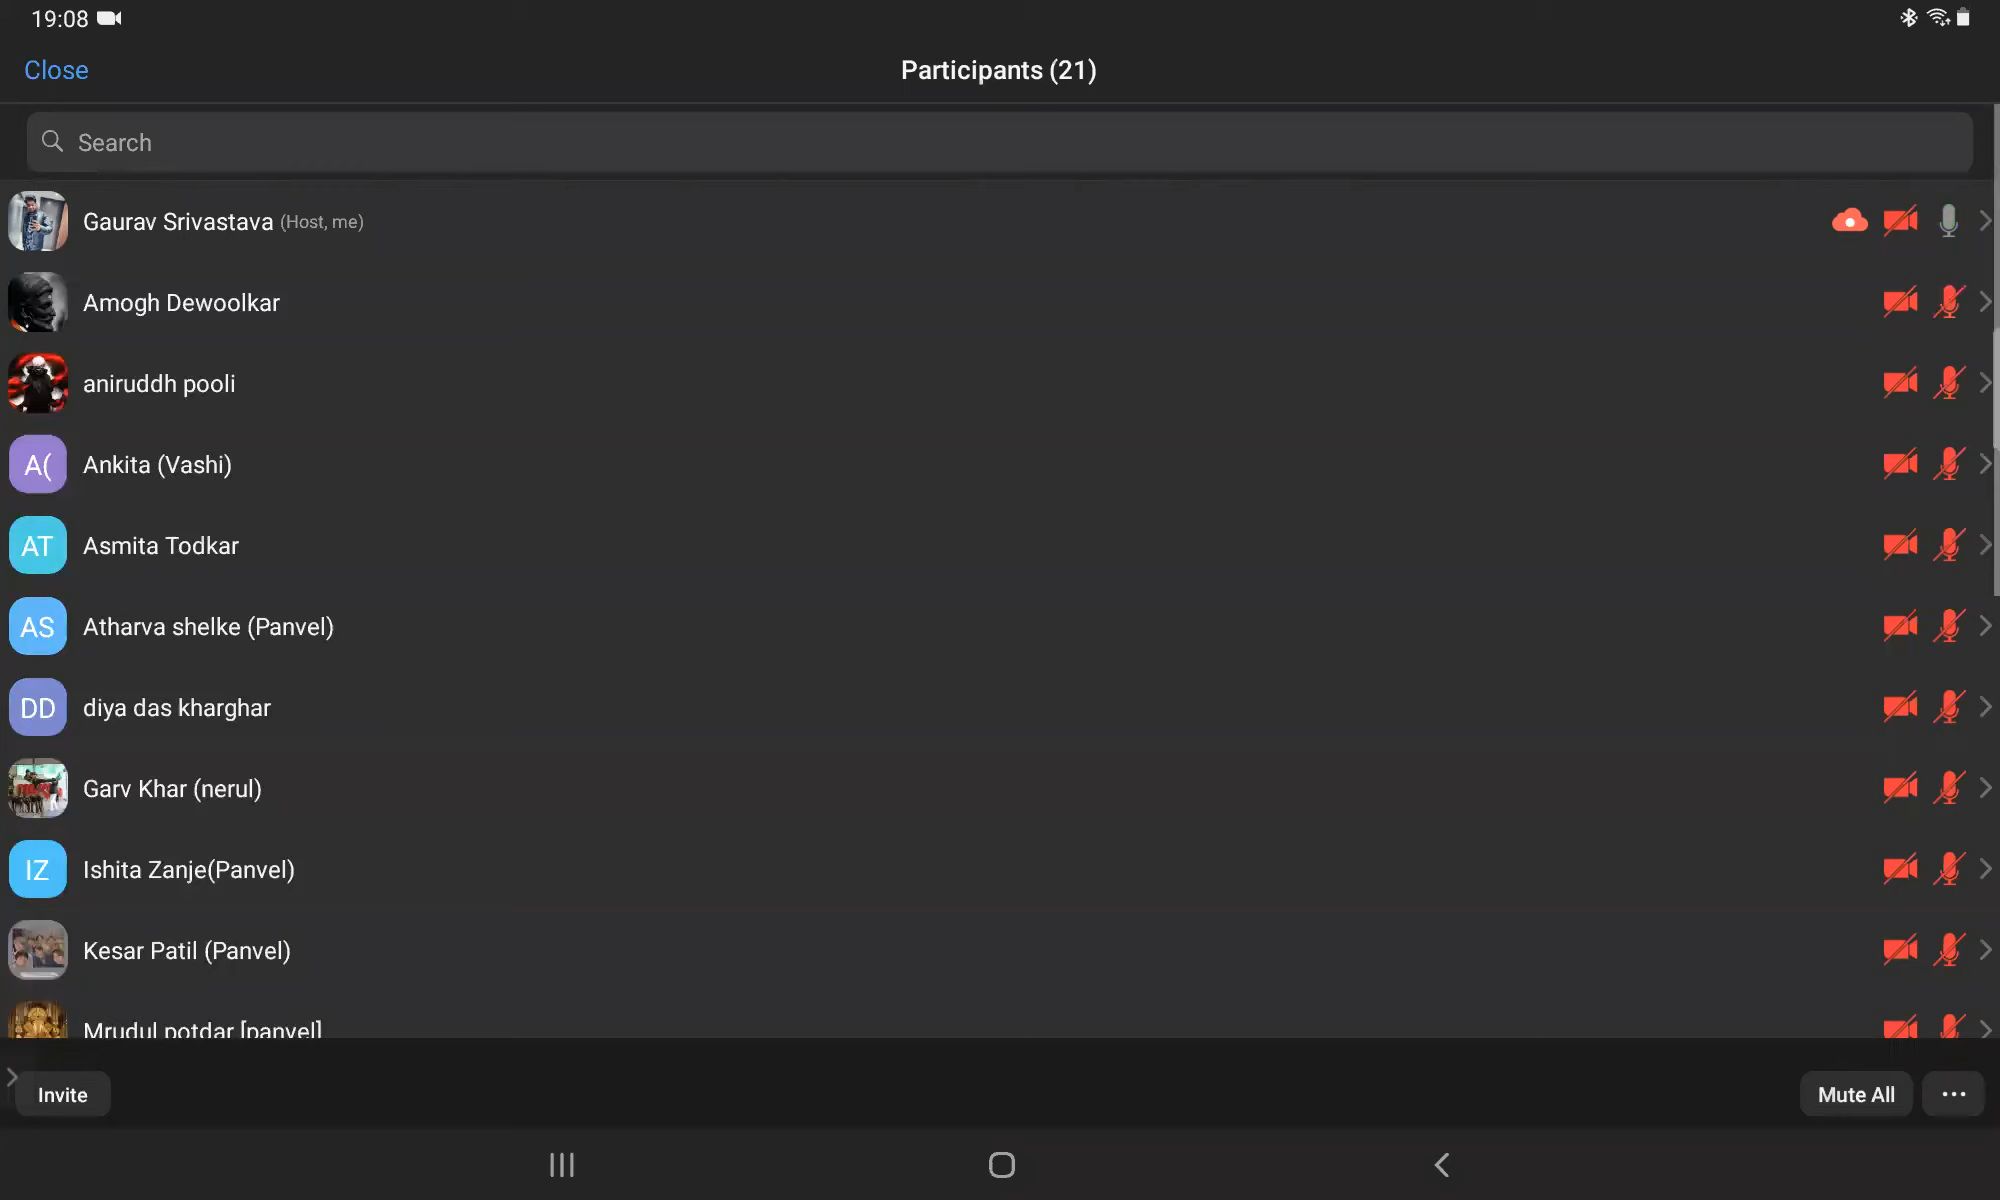 19:08
Close
Participants (21)
Search
Gaurav Srivastava (Host, me)
Amogh Dewoolkar
aniruddh pooli
A( Ankita (Vashi)
AT Asmita Todkar
AS Atharva shelke (Panvel)
DD diya das kharghar
Garv Khar (nerul)
IZ Ishita Zanje(Panvel)
Kesar Patil (Panvel)
Mrudul potdar [panvel]
Invite
Mute All